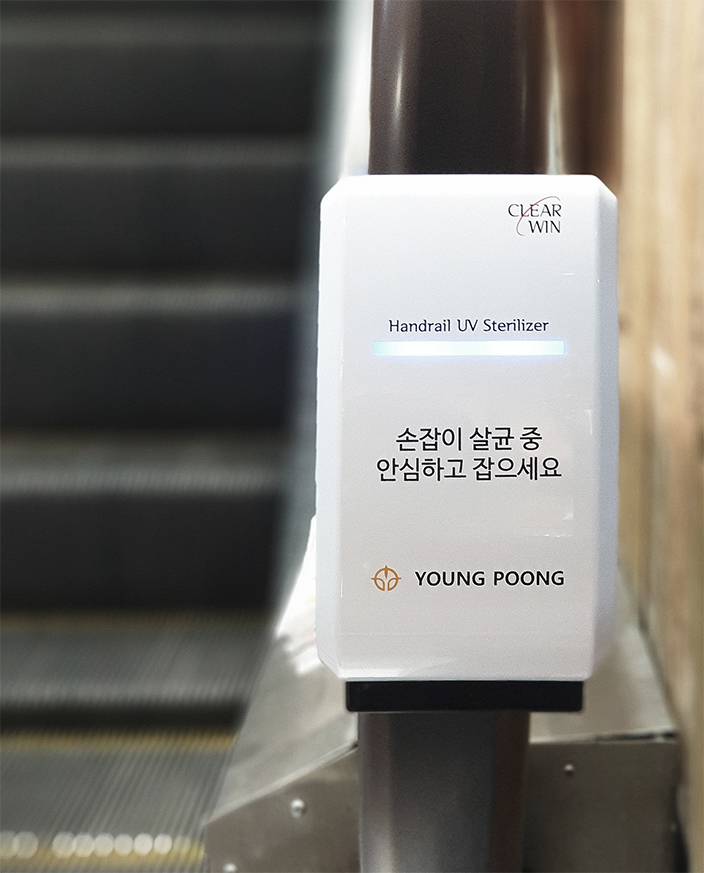 CLEAR
WIN
Handrail UV Sterilizer
손잡이 살균 중
안심하고 잡으세요
YOUNG POONG